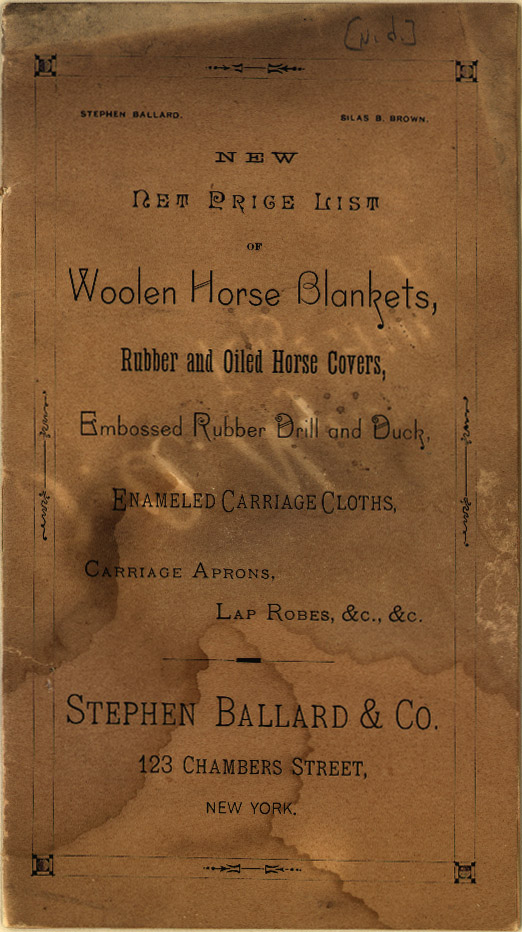 [n.d.]
STEPHEN BALLARD. SILAS B. BROWN.
NEW
NET PRICE LIST
OF
Woolen Horse Blankets,
Rubber and Oiled Horse Covers,
Embossed Rubber Drill and Duck,
ENAMELED CARRIAGE CLOTHS,
CARRIAGE APRONS,
LAP ROBES, &C., &C.
STEPHEN BALLARD & CO.
123 CHAMBERS STREET,
NEW YORK.